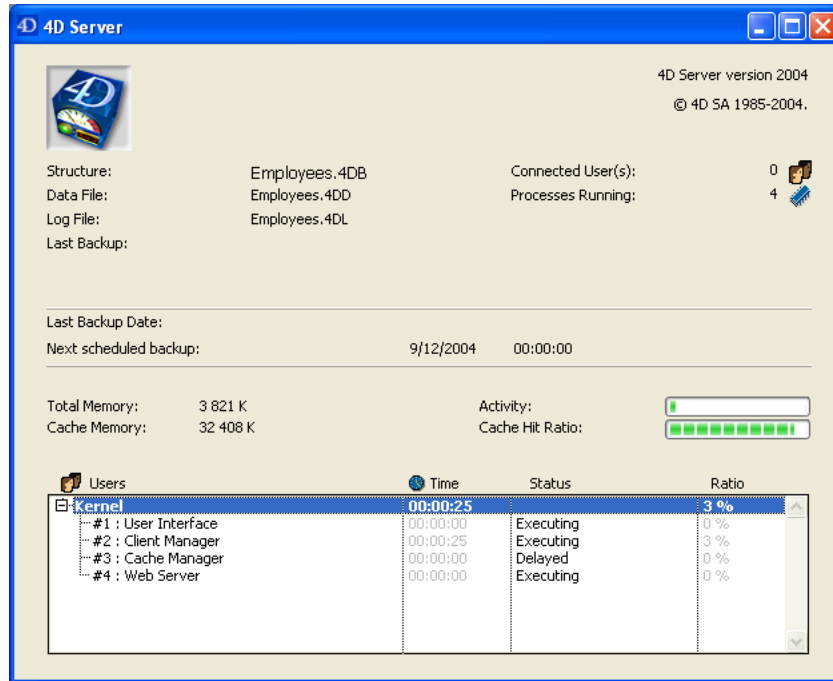 4D 4D Server
4D
4D Server version 2004
© 4D SA 1985-2004.
Structure: Employees.4DB Connected User(s): 0
Data File: Employees.4DD Processes Running: 4
Log File: Employees.4DL
Last Backup:
Last Backup Date:
Next scheduled backup: 9/12/2004 00:00:00
Total Memory: 3 821 K Activity:
Cache Memory: 32 408 K Cache Hit Ratio:
Users Time Status Ratio
Kernel 00:00:25 3 %
#1 : User Interface 00:00:00 Executing 0 %
#2 : Client Manager 00:00:25 Executing 3 %
#3 : Cache Manager 00:00:00 Delayed 0 %
#4 : Web Server 00:00:00 Executing 0 %